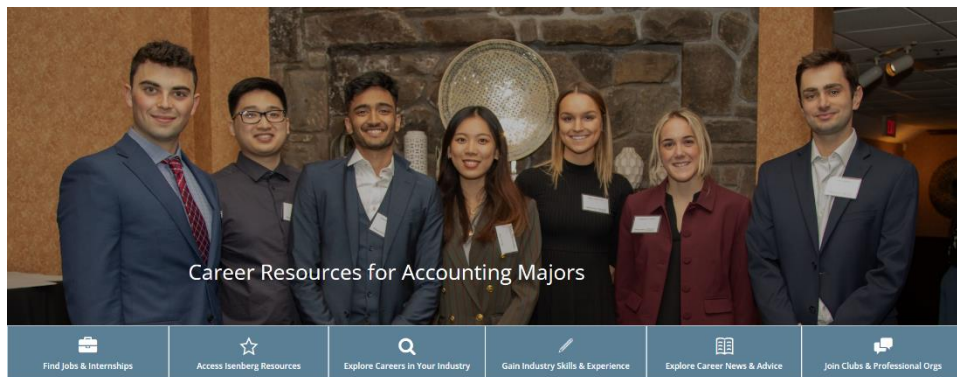 Career Resources for Accounting Majors
Find Jobs & Internships
Access Isenberg Resources
Explore Careers in Your Industry
Gain Industry Skills & Experience
Explore Career News & Advice
Join Clubs & Professional Orgs